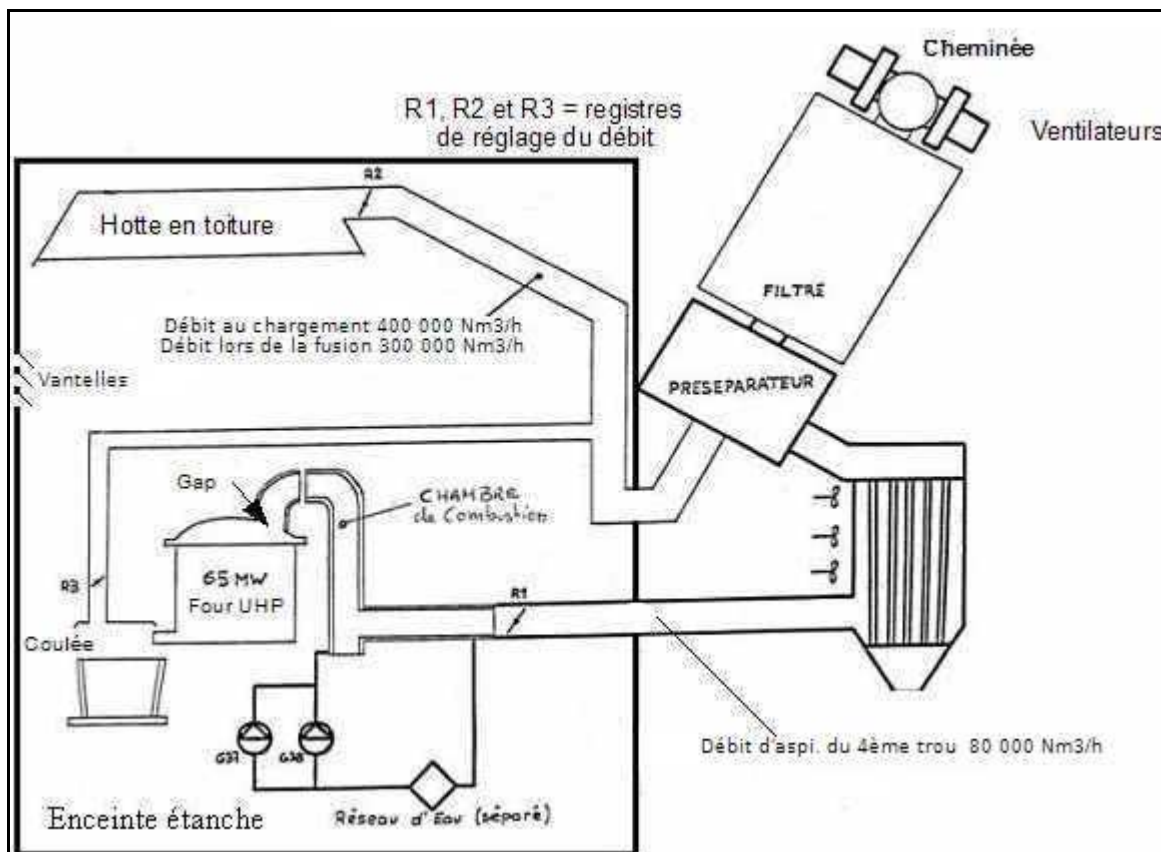 Cheminée
R1, R2 et R3 = registres
de réglage du débit
Ventilateurs
R2
Hotte en toiture
FILTRE
Débit au chargement 400 000 Nm3/h
Débit lors de la fusion 300 000 Nm3/h
Vantelles
PRESEPARATEUR
Gap
CHAMBRE
de Combustion
R3
65 MW
Four UHP
R1
Coulée
Débit d'aspi. du 4ème trou 80 000 Nm3/h
G37
G38
Enceinte étanche
Réseau d'Eau (séparé)